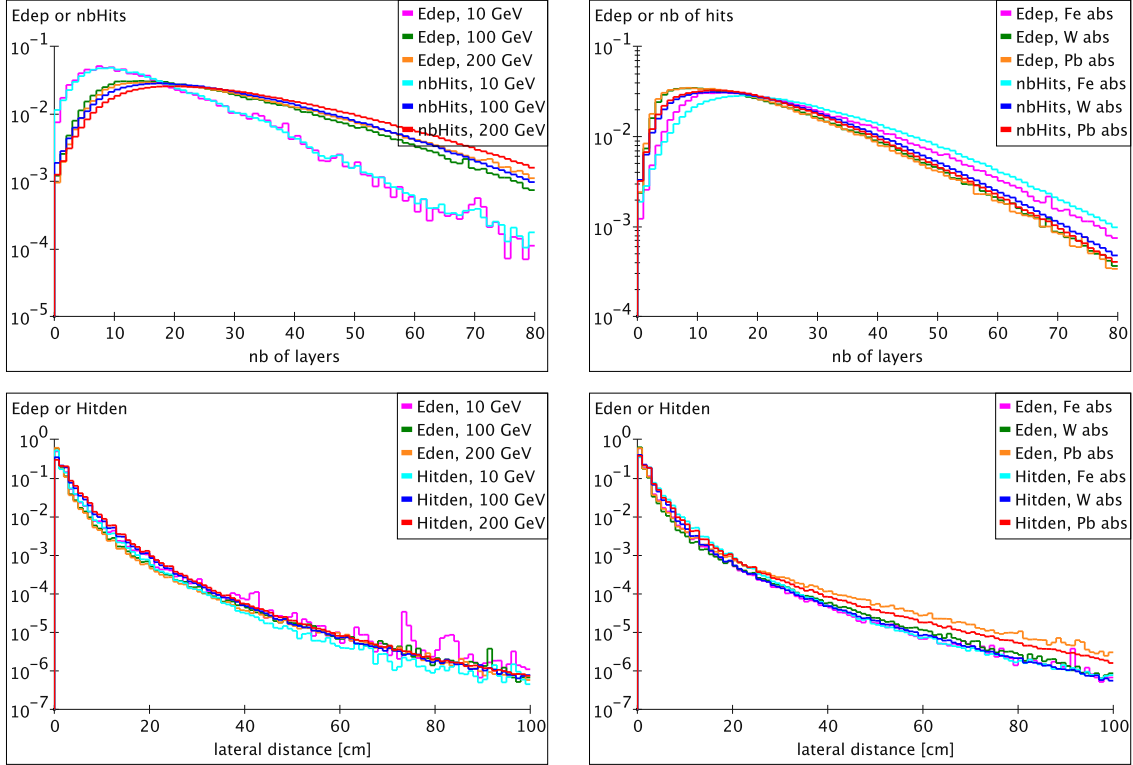 Edep or nbHits
Edep, 10 GeV
Edep, 100 GeV
Edep, 200 GeV
nbHits, 10 GeV
nbHits, 100 GeV
nbHits, 200 GeV
10-1
10-2
10-3
10-4
10-5
0 10 20 30 40 50 60 70 80
nb of layers
Edep or nb of hits
Edep, Fe abs
Edep, W abs
Edep, Pb abs
nbHits, Fe abs
nbHits, W abs
nbHits, Pb abs
10-1
10-2
10-3
10-4
0 10 20 30 40 50 60 70 80
nb of layers
Edep or Hitden
Eden, 10 GeV
Eden, 100 GeV
Eden, 200 GeV
Hitden, 10 GeV
Hitden, 100 GeV
Hitden, 200 GeV
100
10-1
10-2
10-3
10-4
10-5
10-6
10-7
0 20 40 60 80 100
lateral distance [cm]
Eden or Hitden
Eden, Fe abs
Eden, W abs
Eden, Pb abs
Hitden, Fe abs
Hitden, W abs
Hitden, Pb abs
100
10-1
10-2
10-3
10-4
10-5
10-6
10-7
0 20 40 60 80 100
lateral distance [cm]